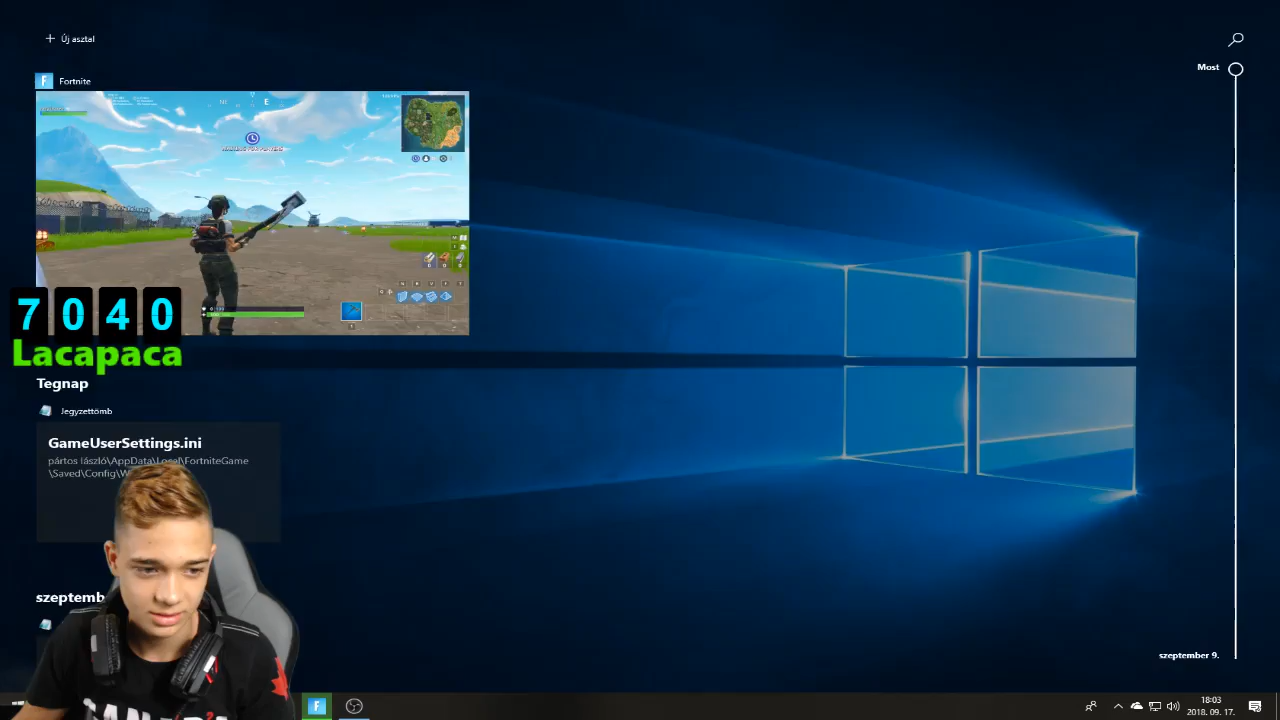 Új asztal
Most
Fortnite
NE
E
7040
Lacapaca
Tegnap
Jegyzettömb
GameUserSettings.ini
pártos lászló\AppData\Local\FortniteGame
\Saved\Config\W
szeptemb
szeptember 9.
18:03
2018. 09. 17.